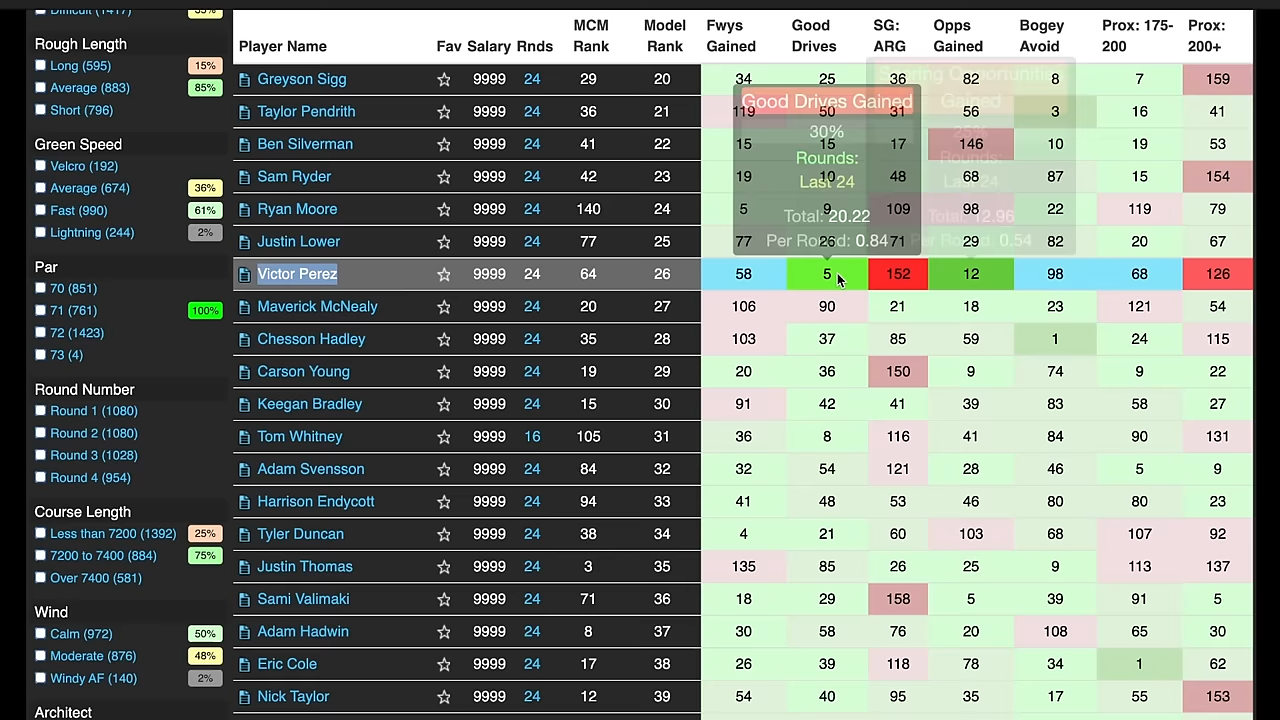 Difficult (1417) 35%
Rough Length
Long (595) 15%
Average (883) 85%
Short (796)
Green Speed
Velcro (192)
Average (674) 36%
Fast (990) 61%
Lightning (244) 2%
Par
70 (851)
71 (761) 100%
72 (1423)
73 (4)
Round Number
Round 1 (1080)
Round 2 (1080)
Round 3 (1028)
Round 4 (954)
Course Length
Less than 7200 (1392) 25%
7200 to 7400 (884) 75%
Over 7400 (581)
Wind
Calm (972) 50%
Moderate (876) 48%
Windy AF (140) 2%
Architect
Player Name Fav Salary Rnds MCM Rank Model Rank Fwys Gained Good Drives SG: ARG Opps Gained Bogey Avoid Prox: 175-200 Prox: 200+
Greyson Sigg 9999 24 29 20 34 25 36 82 8 7 159
Taylor Pendrith 9999 24 36 21 119 50 31 56 3 16 41
Ben Silverman 9999 24 41 22 15 15 17 146 10 19 53
Sam Ryder 9999 24 42 23 19 10 48 68 87 15 154
Ryan Moore 9999 24 140 24 5 9 109 98 22 119 79
Justin Lower 9999 24 77 25 77 26 71 29 82 20 67
Victor Perez 9999 24 64 26 58 5 152 12 98 68 126
Maverick McNealy 9999 24 20 27 106 90 21 18 23 121 54
Chesson Hadley 9999 24 35 28 103 37 85 59 1 24 115
Carson Young 9999 24 19 29 20 36 150 9 74 9 22
Keegan Bradley 9999 24 15 30 91 42 41 39 83 58 27
Tom Whitney 9999 16 105 31 36 8 116 41 84 90 131
Adam Svensson 9999 24 84 32 32 54 121 28 46 5 9
Harrison Endycott 9999 24 94 33 41 48 53 46 80 80 23
Tyler Duncan 9999 24 38 34 4 21 60 103 68 107 92
Justin Thomas 9999 24 3 35 135 85 26 25 9 113 137
Sami Valimaki 9999 24 71 36 18 29 158 5 39 91 5
Adam Hadwin 9999 24 8 37 30 58 76 20 108 65 30
Eric Cole 9999 24 17 38 26 39 118 78 34 1 62
Nick Taylor 9999 24 12 39 54 40 95 35 17 55 153
Good Drives Gained
30%
Rounds:
Last 24
Total: 20.22
Per Round: 0.84
Scoring Opportunities
Gained
25%
Rounds:
Last 24
Total: 12.96
Per Round: 0.54